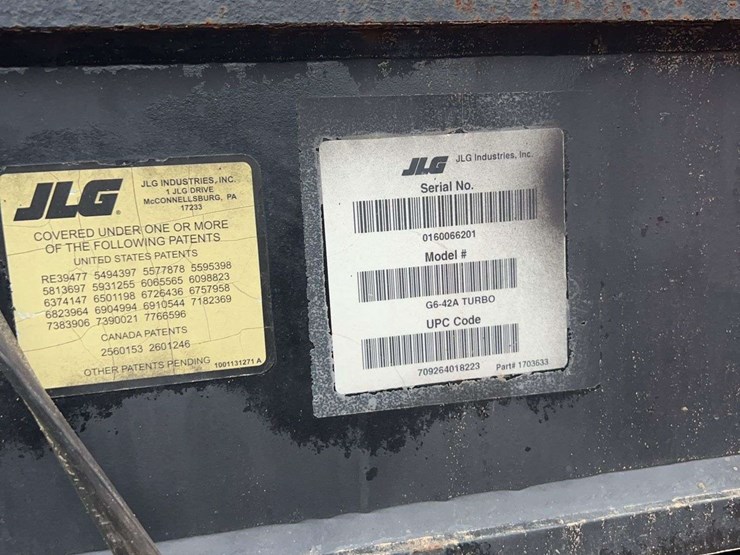 JLG
JLG INDUSTRIES, INC.
1 JLG DRIVE
McCONNELLSBURG, PA
17233
COVERED UNDER ONE OR MORE
OF THE FOLLOWING PATENTS
UNITED STATES PATENTS
RE39477 5494397 5577878 5595398
5813697 5931255 6065565 6098823
6374147 6501198 6726436 6757958
6823964 6904994 6910544 7182369
7383906 7390021 7766596
CANADA PATENTS
2560153 2601246
OTHER PATENTS PENDING
1001131271 A
JLG JLG Industries, Inc.
Serial No.
0160066201
Model #
G6-42A TURBO
UPC Code
709264018223
Part# 1703633